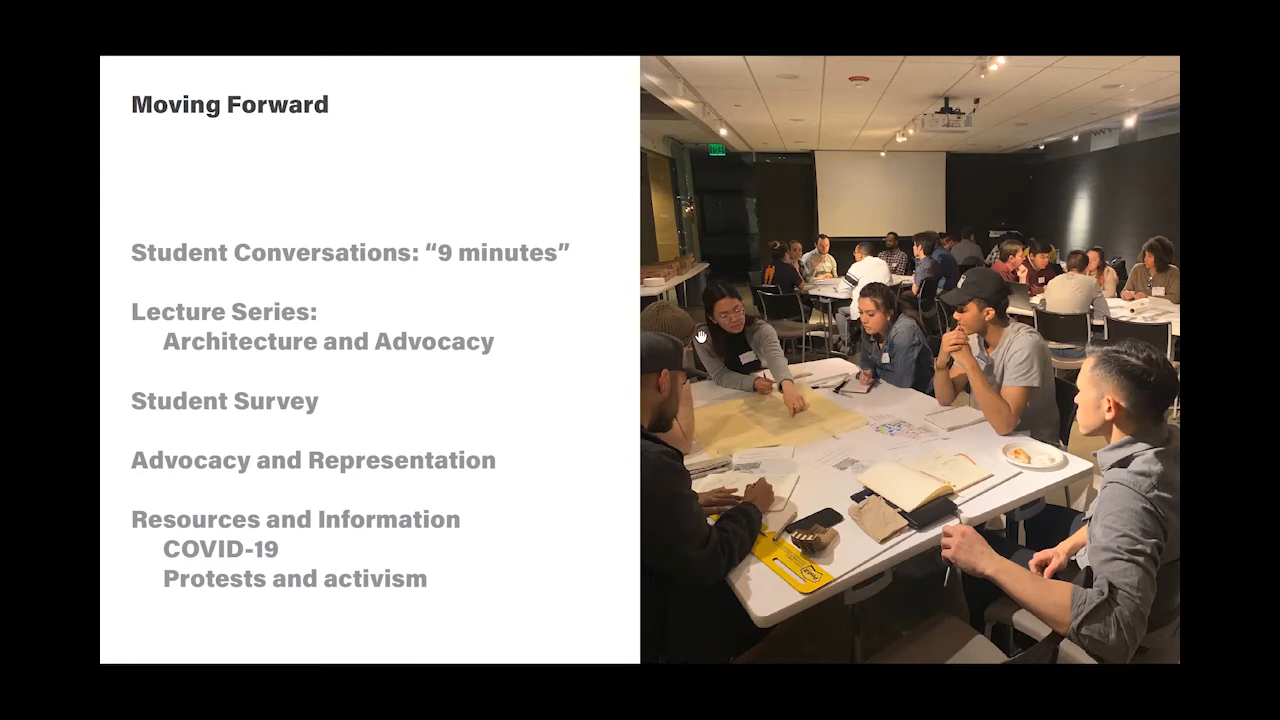 Moving Forward
Student Conversations: “9 minutes”
Lecture Series:
Architecture and Advocacy
Student Survey
Advocacy and Representation
Resources and Information
COVID-19
Protests and activism